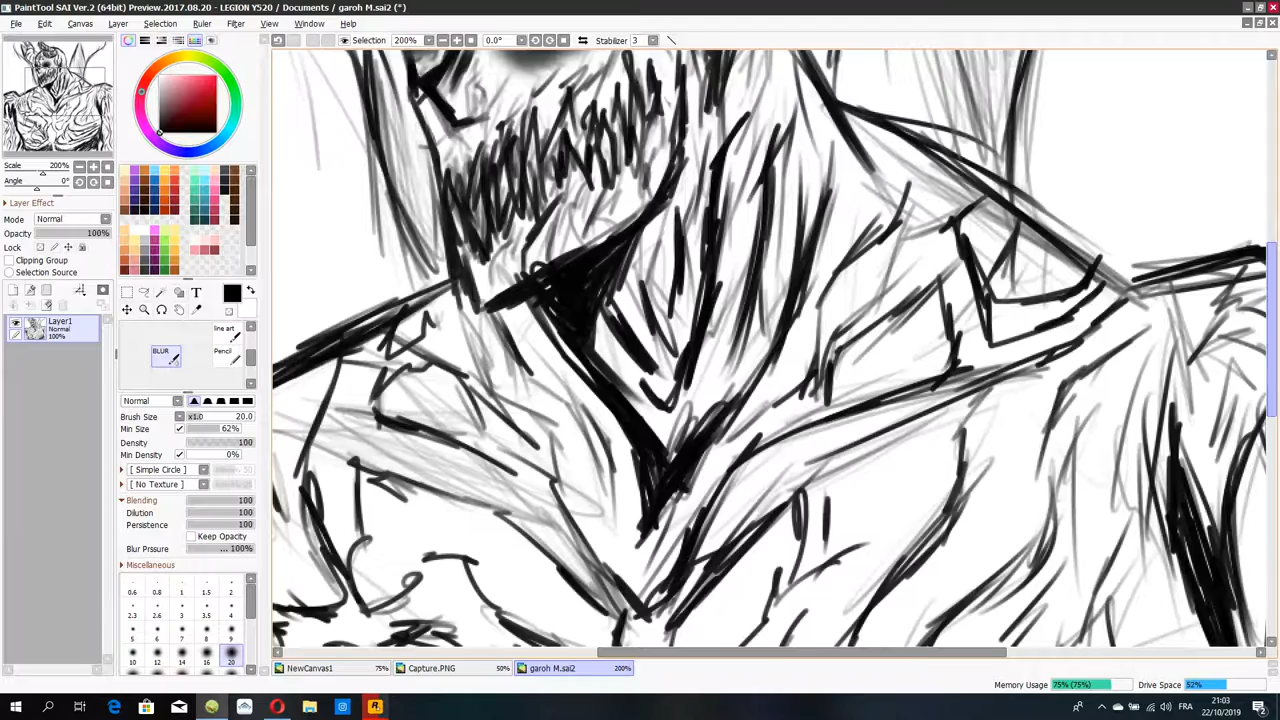 PaintTool SAI Ver.2 (64bit) Preview.2017.08.20 - LEGION Y520 / Documents / garoh M.sai2 (*)
File Edit Canvas Layer Selection Ruler Filter View Window Help
Selection 200% 0.0° Stabilizer 3
Scale 200%
Angle 0°
Layer Effect
Mode Normal
Opacity 100%
Lock
Clipping Group
Selection Source
Layer1
Normal
100%
T
line art
BLUR
Pencil
Normal
Brush Size x1.0 20.0
Min Size 62%
Density 100
Min Density 0%
[ Simple Circle ]
[ No Texture ]
Blending 100
Dilution 100
Persistence 100
Keep Opacity
Blur Prssure ... 100%
Miscellaneous
0.6 0.8 1 1.5 2
2.3 2.6 3 3.5 4
5 6 7 8 9
10 12 14 16 20
NewCanvas1 75% Capture.PNG 50% garoh M.sai2 200%
Memory Usage 75% (75%) Drive Space 52%
FRA
21:03
22/10/2019
2